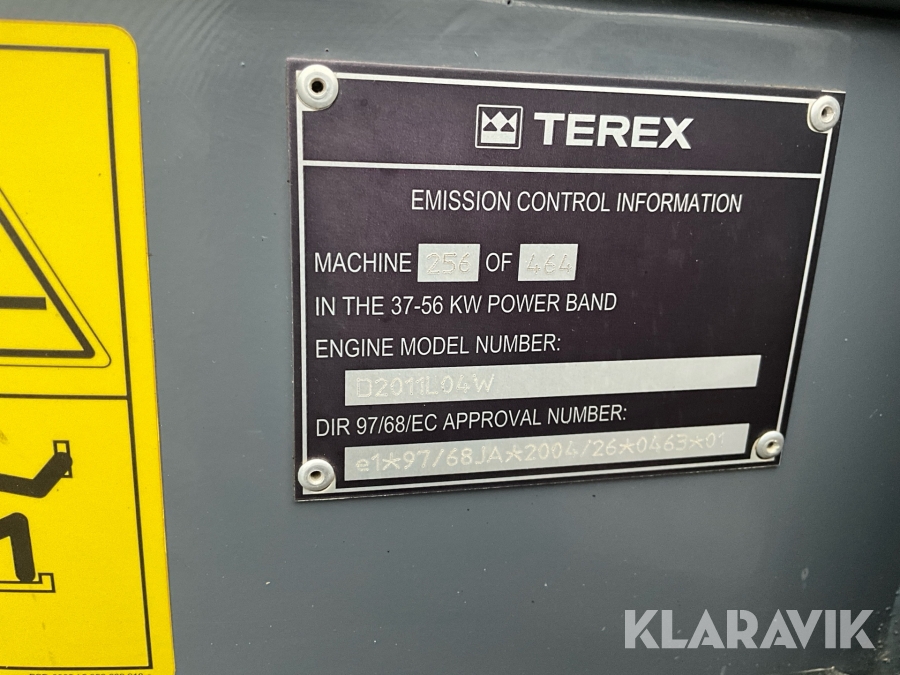 TEREX
EMISSION CONTROL INFORMATION
MACHINE 256 OF 464
IN THE 37-56 KW POWER BAND
ENGINE MODEL NUMBER:
D2011L04W
DIR 97/68/EC APPROVAL NUMBER:
e1*97/68JA*2004/26*0463*01
KLARAVIK